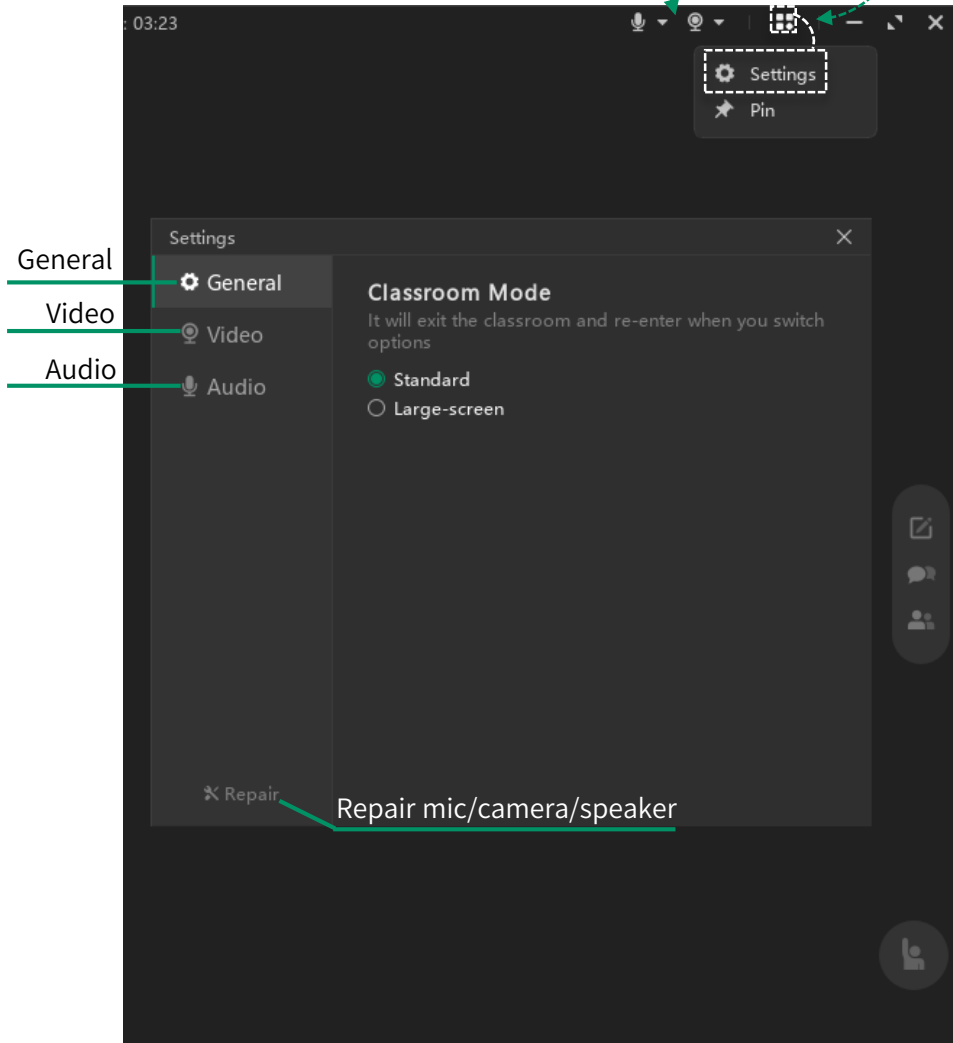 : 03:23
Settings
Pin
Settings
General
General
Classroom Mode
It will exit the classroom and re-enter when you switch
options
Video
Video
Audio
Audio
Standard
Large-screen
Repair
Repair mic/camera/speaker